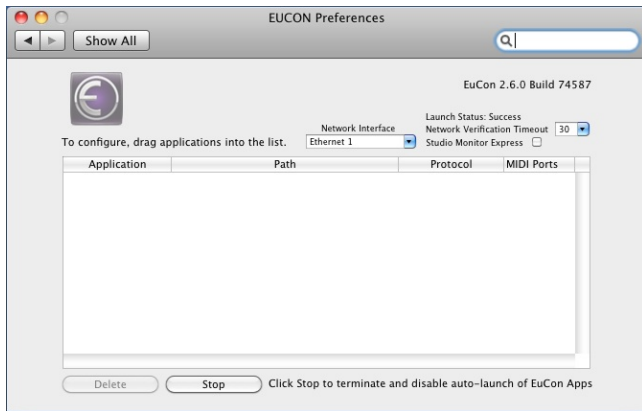 EUCON Preferences
Show All
EuCon 2.6.0 Build 74587
Launch Status: Success
Network Interface
Network Verification Timeout 30
To configure, drag applications into the list.
Ethernet 1
Studio Monitor Express
Application Path Protocol MIDI Ports
Delete Stop Click Stop to terminate and disable auto-launch of EuCon Apps